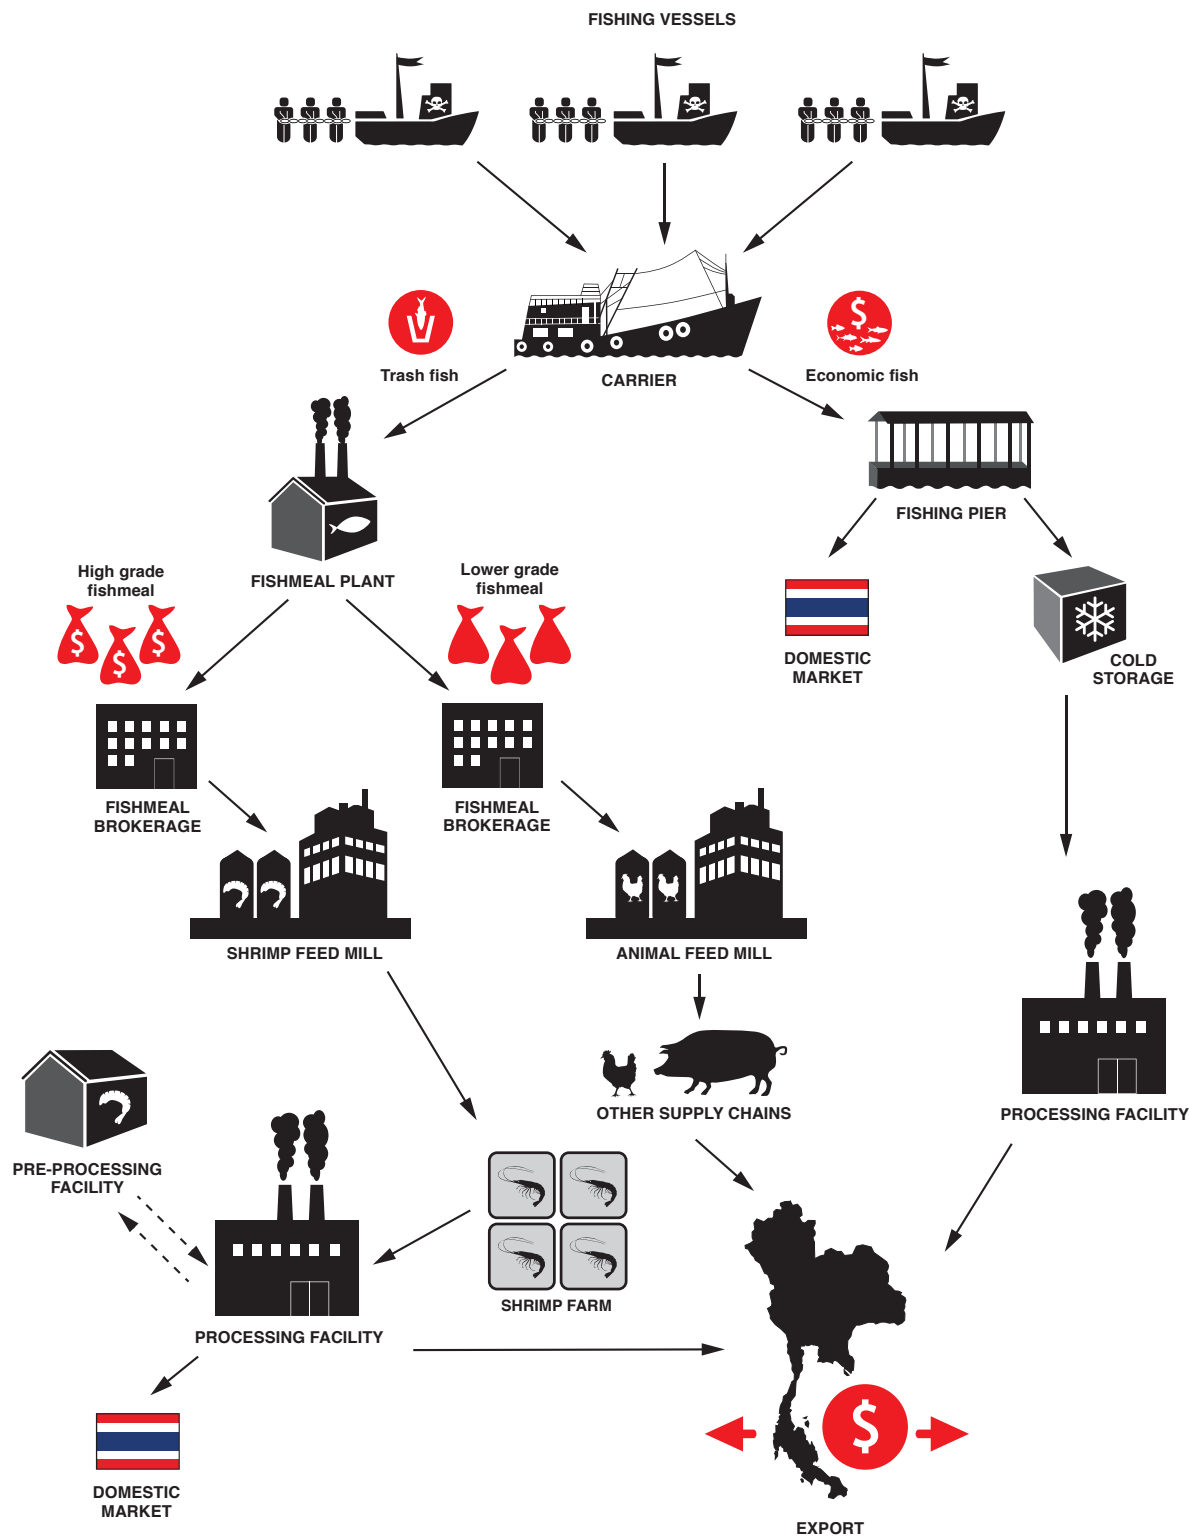 FISHING VESSELS
Trash fish
CARRIER
Economic fish
FISHING PIER
High grade
fishmeal
FISHMEAL PLANT
Lower grade
fishmeal
DOMESTIC
MARKET
COLD
STORAGE
FISHMEAL
BROKERAGE
FISHMEAL
BROKERAGE
SHRIMP FEED MILL
ANIMAL FEED MILL
OTHER SUPPLY CHAINS
PROCESSING FACILITY
PRE-PROCESSING
FACILITY
SHRIMP FARM
PROCESSING FACILITY
DOMESTIC
MARKET
EXPORT
$
$
$
$
$